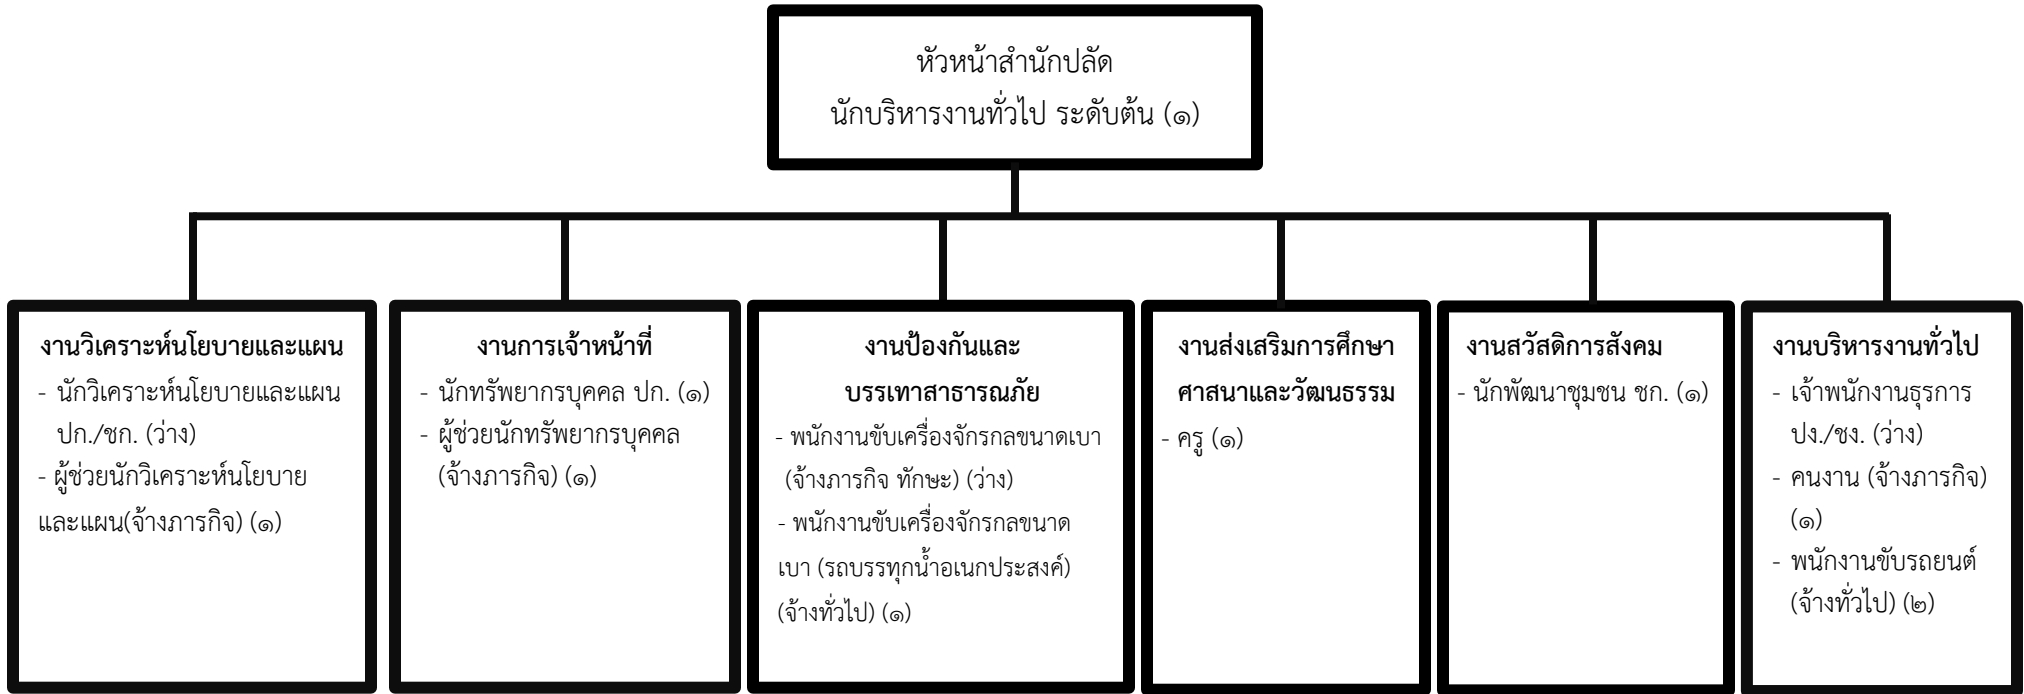 หัวหน้าสำนักปลัด
นักบริหารงานทั่วไป ระดับต้น (๑)
งานวิเคราะห์นโยบายและแผน
- นักวิเคราะห์นโยบายและแผน
ปก./ชก. (ว่าง)
- ผู้ช่วยนักวิเคราะห์นโยบาย
และแผน(จ้างภารกิจ) (๑)
งานการเจ้าหน้าที่
- นักทรัพยากรบุคคล ปก. (๑)
- ผู้ช่วยนักทรัพยากรบุคคล
(จ้างภารกิจ) (๑)
งานป้องกันและ
บรรเทาสาธารณภัย
- พนักงานขับเครื่องจักรกลขนาดเบา
(จ้างภารกิจ ทักษะ) (ว่าง)
- พนักงานขับเครื่องจักรกลขนาด
เบา (รถบรรทุกน้ำอเนกประสงค์)
(จ้างทั่วไป) (๑)
งานส่งเสริมการศึกษา
ศาสนาและวัฒนธรรม
- ครู (๑)
งานสวัสดิการสังคม
- นักพัฒนาชุมชน ชก. (๑)
งานบริหารงานทั่วไป
- เจ้าพนักงานธุรการ
ปง./ชง. (ว่าง)
- คนงาน (จ้างภารกิจ)
(๑)
- พนักงานขับรถยนต์
(จ้างทั่วไป) (๒)